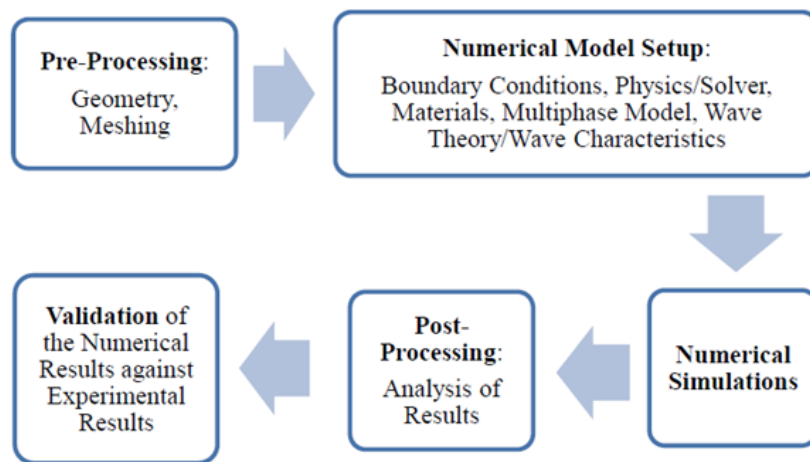 Pre-Processing:
Geometry,
Meshing
Numerical Model Setup:
Boundary Conditions, Physics/Solver,
Materials, Multiphase Model, Wave
Theory/Wave Characteristics
Numerical
Simulations
Post-
Processing:
Analysis of
Results
Validation of
the Numerical
Results against
Experimental
Results